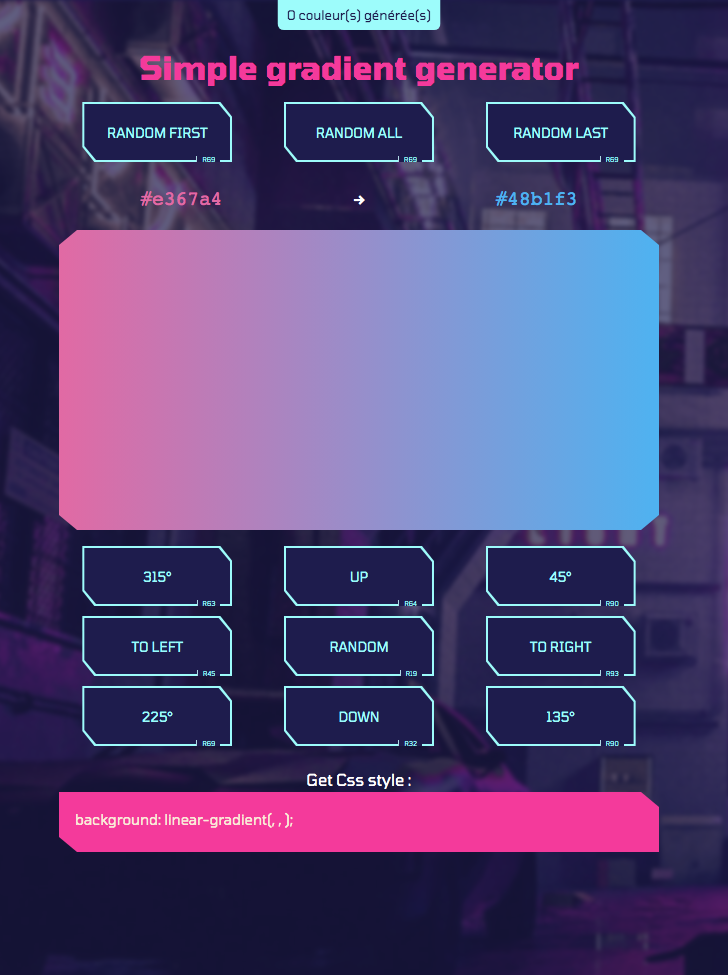 0 couleur(s) générée(s)
Simple gradient generator
RANDOM FIRST RANDOM ALL RANDOM LAST
R69 R69 R69
#e367a4 → #48b1f3
315° UP 45°
R63 R64 R90
TO LEFT RANDOM TO RIGHT
R45 R19 R93
225° DOWN 135°
R69 R32 R90
Get Css style :
background: linear-gradient(, , );